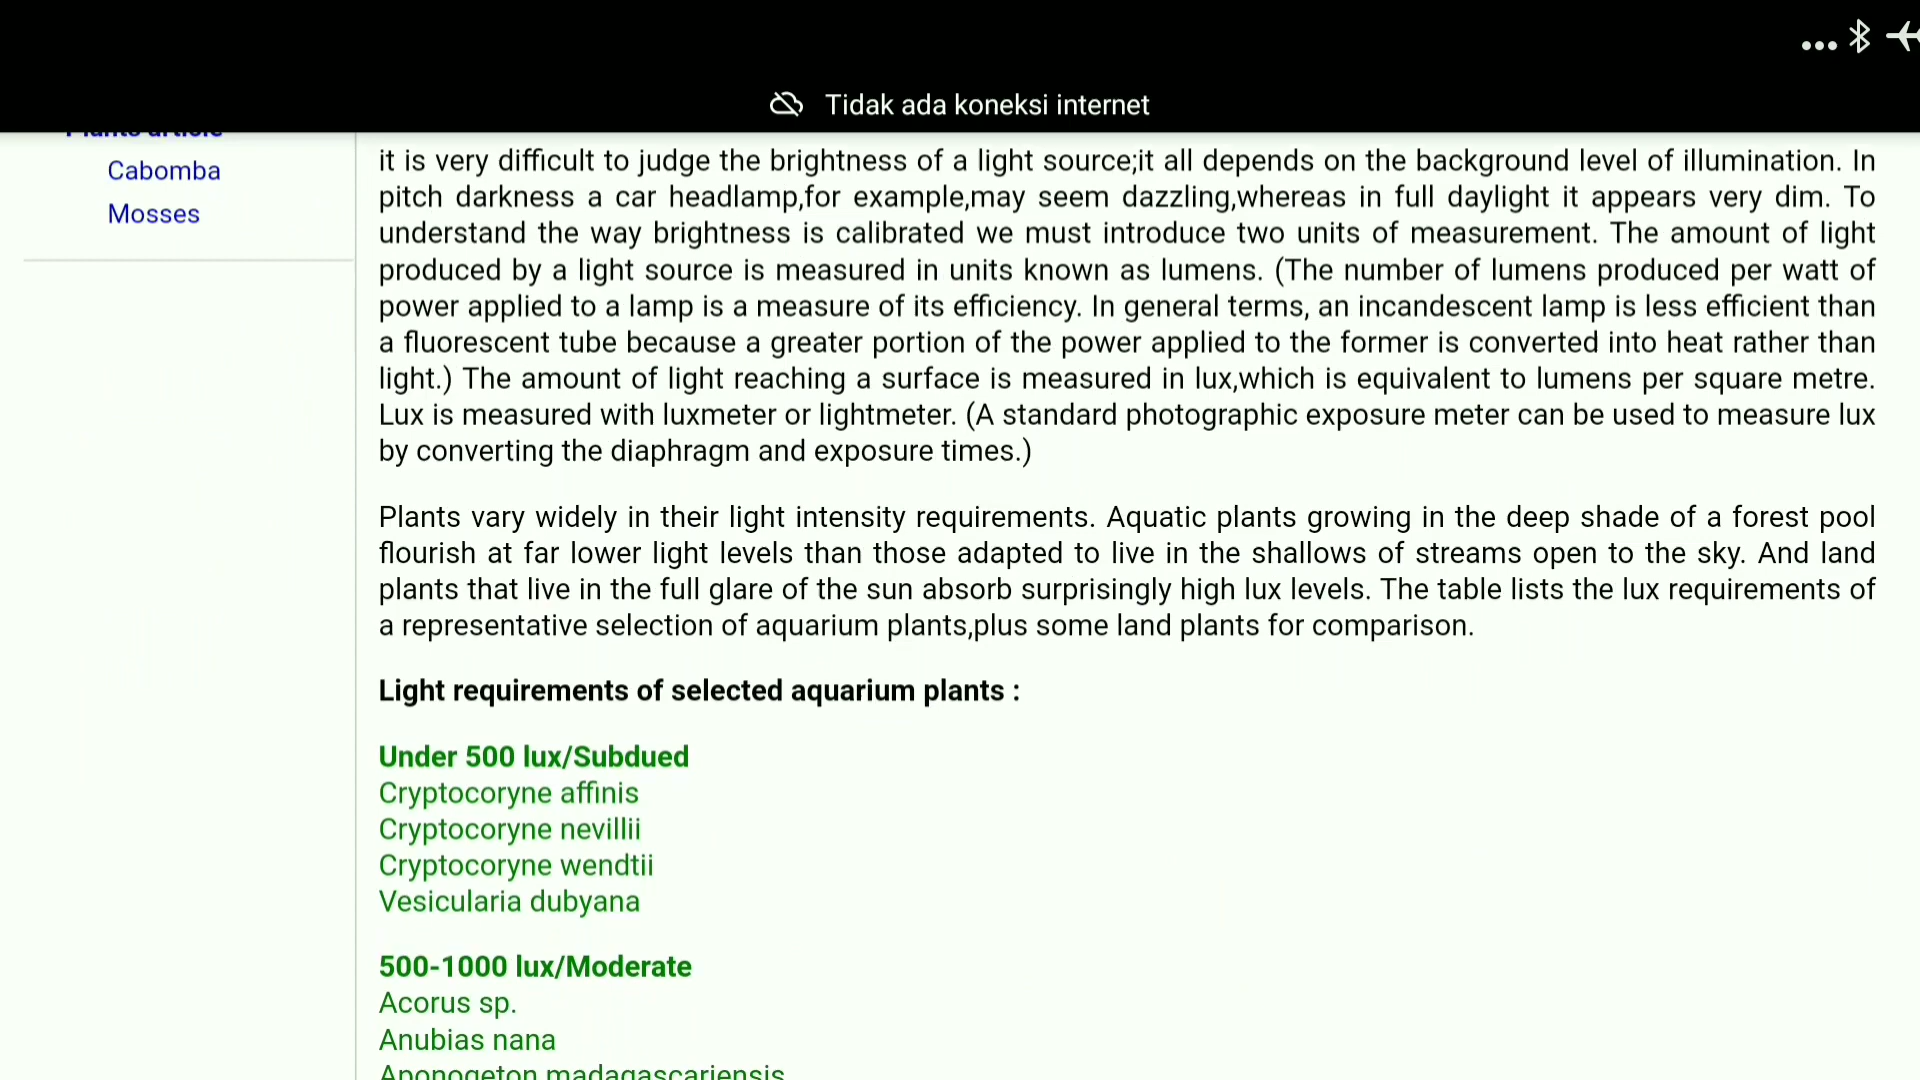 Tidak ada koneksi internet
Plants article
Cabomba
Mosses
it is very difficult to judge the brightness of a light source;it all depends on the background level of illumination. In
pitch darkness a car headlamp,for example,may seem dazzling,whereas in full daylight it appears very dim. To
understand the way brightness is calibrated we must introduce two units of measurement. The amount of light
produced by a light source is measured in units known as lumens. (The number of lumens produced per watt of
power applied to a lamp is a measure of its efficiency. In general terms, an incandescent lamp is less efficient than
a fluorescent tube because a greater portion of the power applied to the former is converted into heat rather than
light.) The amount of light reaching a surface is measured in lux,which is equivalent to lumens per square metre.
Lux is measured with luxmeter or lightmeter. (A standard photographic exposure meter can be used to measure lux
by converting the diaphragm and exposure times.)
Plants vary widely in their light intensity requirements. Aquatic plants growing in the deep shade of a forest pool
flourish at far lower light levels than those adapted to live in the shallows of streams open to the sky. And land
plants that live in the full glare of the sun absorb surprisingly high lux levels. The table lists the lux requirements of
a representative selection of aquarium plants,plus some land plants for comparison.
Light requirements of selected aquarium plants :
Under 500 lux/Subdued
Cryptocoryne affinis
Cryptocoryne nevillii
Cryptocoryne wendtii
Vesicularia dubyana
500-1000 lux/Moderate
Acorus sp.
Anubias nana
Aponogeton madagascariensis